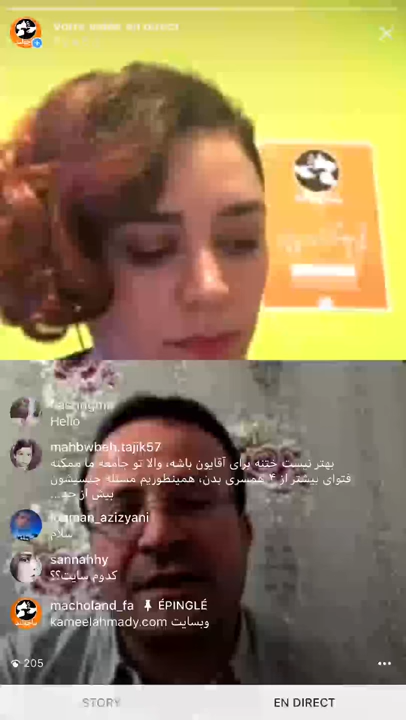 Hello
mahbwbeh.tajik57
بهتر نیست ختنه برای آقایون باشه، والا تو جامعه ما ممکنه
فتوای بیشتر از ۴ همسری بدن، همینطوریم مسئله جنسیشون
بیش از حد...
سلام
sannahhy
کدوم سایت؟؟
macholand_fa ÉPINGLÉ
kameelahmady.com وبسایت
205
STORY EN DIRECT